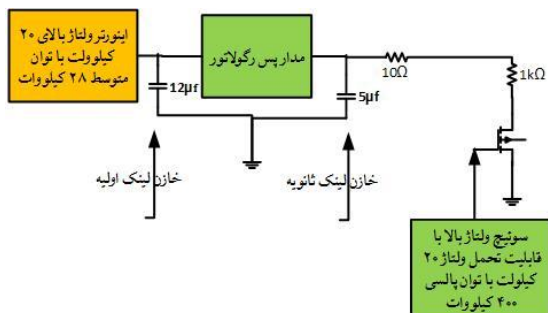 اینورتر ولتاژ بالای ۲۰
کیلوولت با توان
متوسط ۲۸ کیلووات
مدار پس رگولاتور
12µf
5µf
10Ω
1kΩ
خازن لینک اولیه
خازن لینک ثانویه
سوئیچ ولتاژ بالا با
قابلیت تحمل ولتاژ ۲۰
کیلولت با توان پالسی
۴۰۰ کیلووات